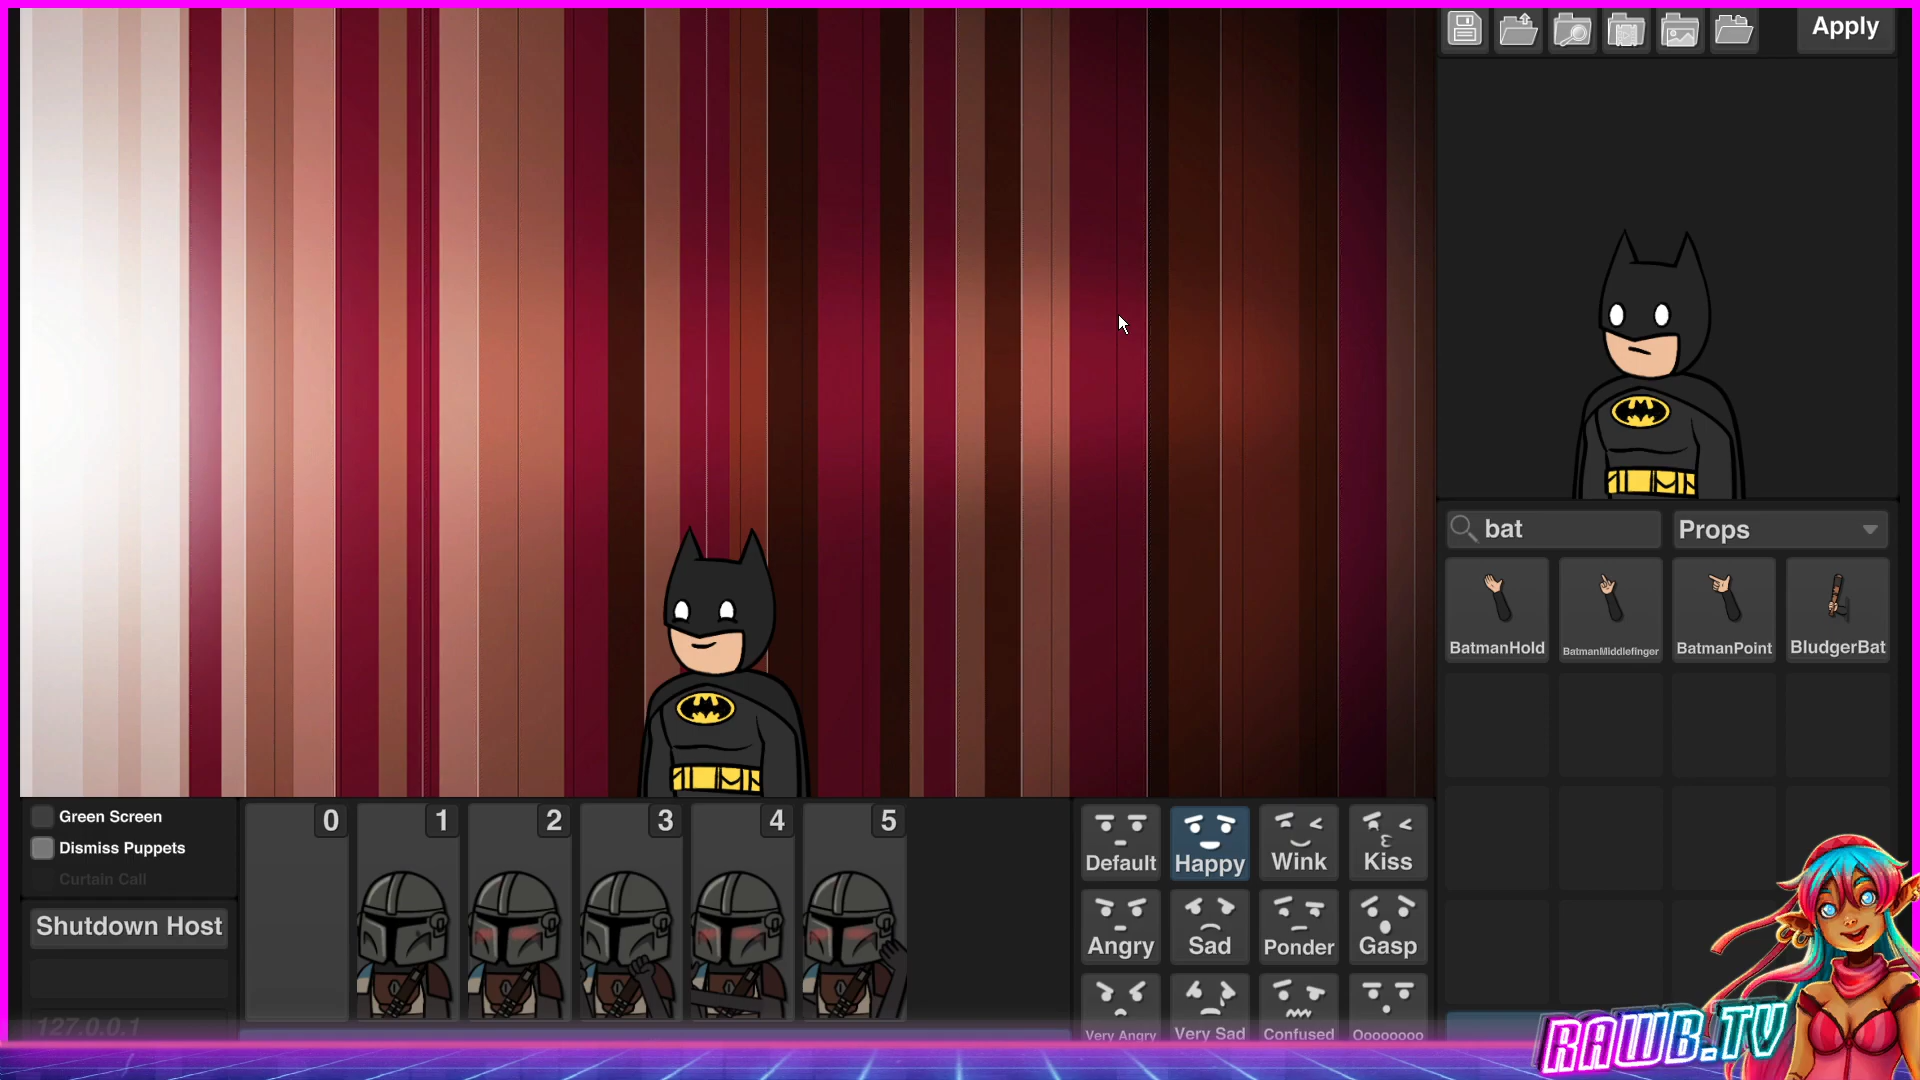 Apply
bat
Props
BatmanHold
BatmanMiddlefinger
BatmanPoint
BludgerBat
Green Screen
Dismiss Puppets
Curtain Call
Shutdown Host
127.0.0.1
0
1
2
3
4
5
Default
Happy
Wink
Kiss
Angry
Sad
Ponder
Gasp
Very Angry
Very Sad
Confused
Oooooooo
RAWB.TV